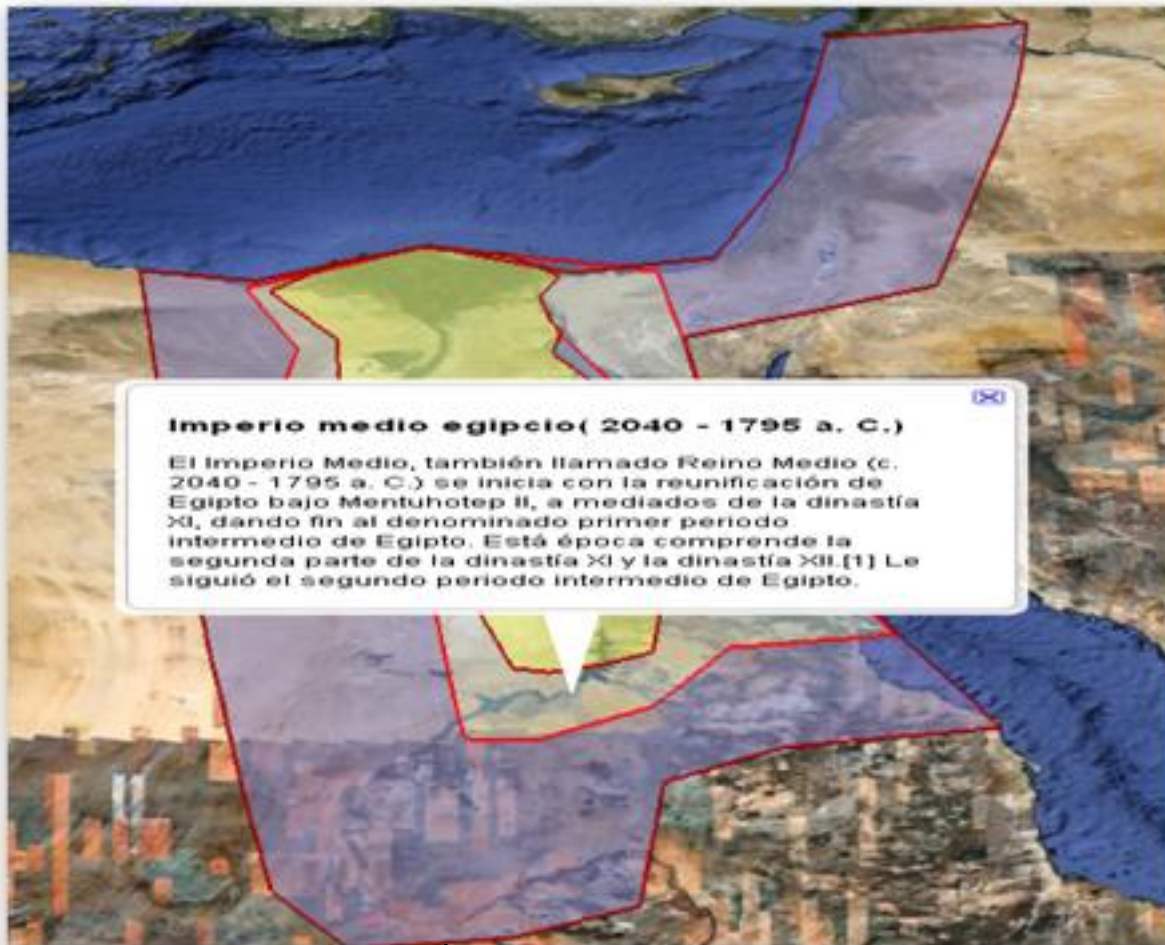 Imperio medio egipcio( 2040 - 1795 a. C.)
El Imperio Medio, también llamado Reino Medio (c.
2040 - 1795 a. C.) se inicia con la reunificación de
Egipto bajo Mentuhotep II, a mediados de la dinastía
XI, dando fin al denominado primer periodo
intermedio de Egipto. Está época comprende la
segunda parte de la dinastía XI y la dinastía XII.[1] Le
siguió el segundo periodo intermedio de Egipto.